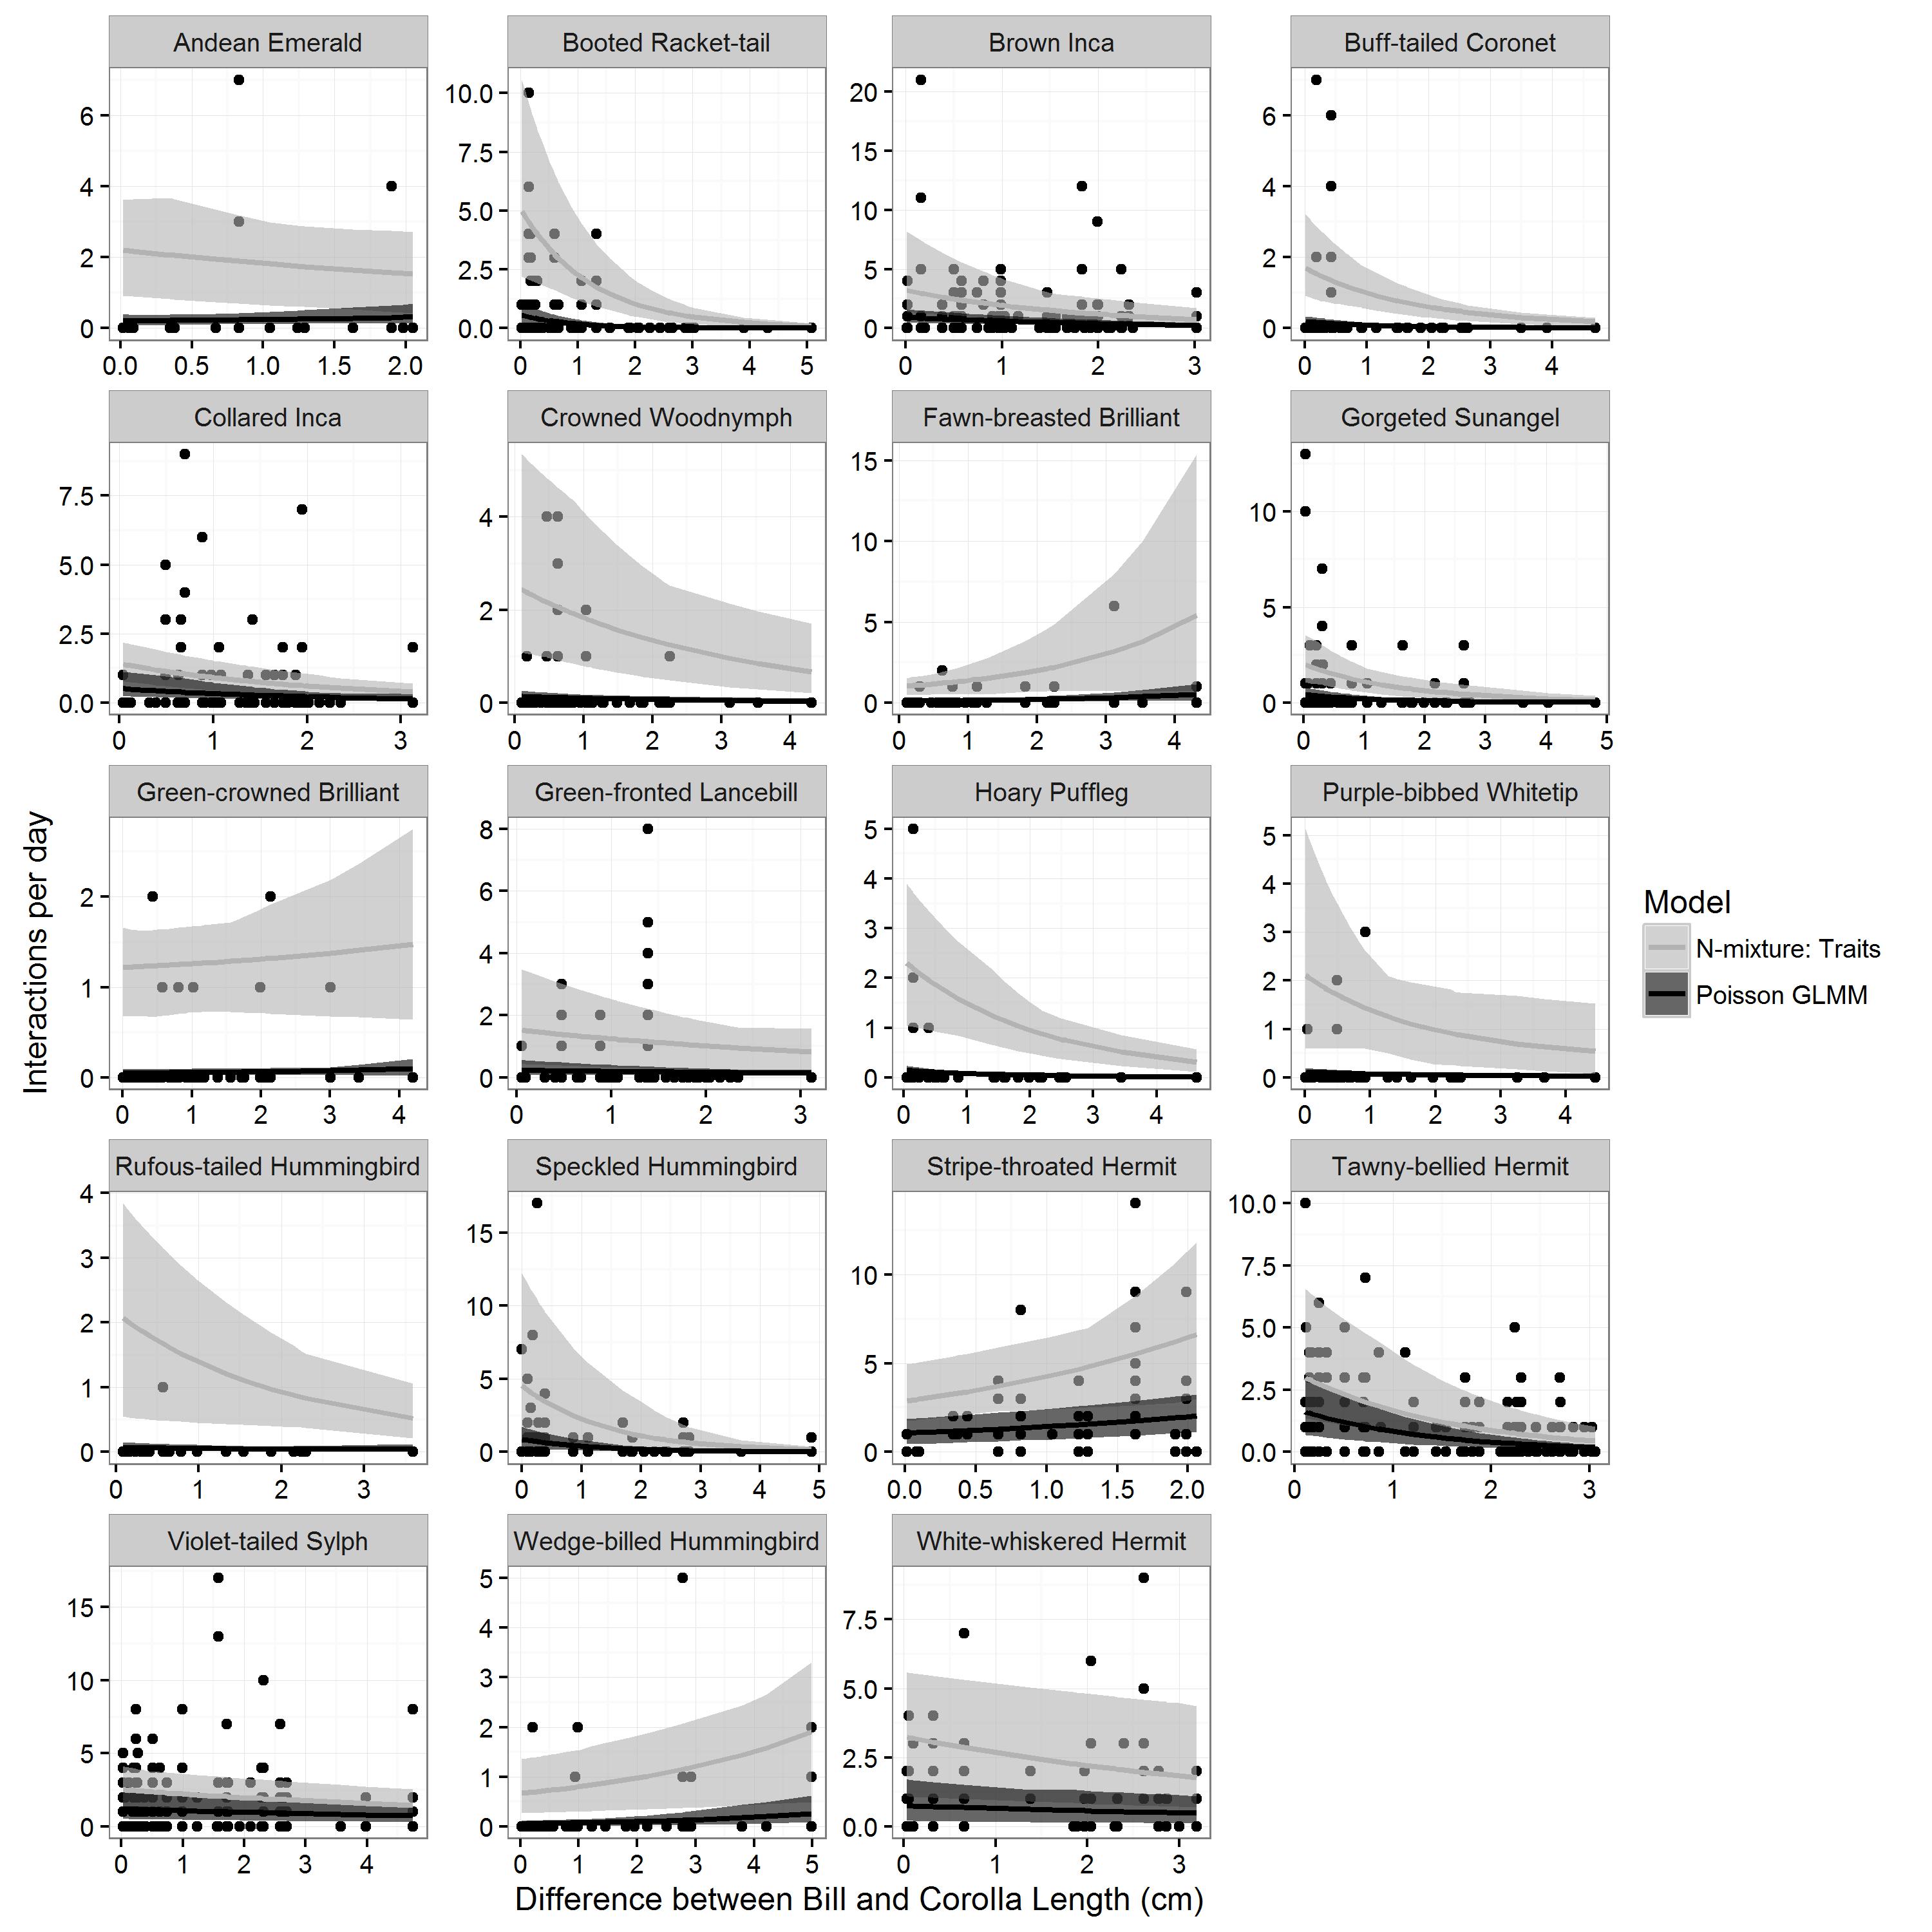 Andean Emerald Booted Racket-tail Brown Inca Buff-tailed Coronet
6 4 2 0
0.0 0.5 1.0 1.5 2.0
10.0 7.5 5.0 2.5 0.0
0 1 2 3 4 5
20 15 10 5 0
0 1 2 3
6 4 2 0
0 1 2 3 4
Collared Inca Crowned Woodnymph Fawn-breasted Brilliant Gorgeted Sunangel
7.5 5.0 2.5 0.0
0 1 2 3
4 2 0
0 1 2 3 4
15 10 5 0
0 1 2 3 4
10 5 0
0 1 2 3 4 5
Green-crowned Brilliant Green-fronted Lancebill Hoary Puffleg Purple-bibbed Whitetip
2 1 0
0 1 2 3 4
8 6 4 2 0
0 1 2 3
5 4 3 2 1 0
0 1 2 3 4
5 4 3 2 1 0
0 1 2 3 4
Rufous-tailed Hummingbird Speckled Hummingbird Stripe-throated Hermit Tawny-bellied Hermit
4 3 2 1 0
0 1 2 3
15 10 5 0
0 1 2 3 4 5
10 5 0
0.0 0.5 1.0 1.5 2.0
10.0 7.5 5.0 2.5 0.0
0 1 2 3
Violet-tailed Sylph Wedge-billed Hummingbird White-whiskered Hermit
15 10 5 0
0 1 2 3 4
5 4 3 2 1 0
0 1 2 3 4 5
7.5 5.0 2.5 0.0
0 1 2 3
Interactions per day
Difference between Bill and Corolla Length (cm)
Model
N-mixture: Traits
Poisson GLMM